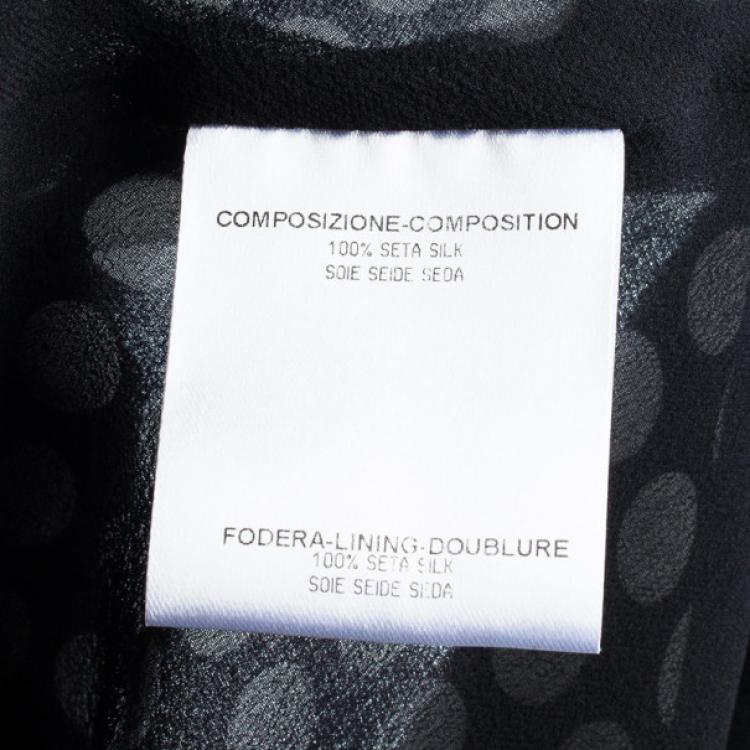 COMPOSIZIONE-COMPOSITION
100% SETA SILK
SOIE SEIDE SEDA
FODERA-LINING-DOUBLURE
100% SETA SILK
SOIE SEIDE SEDA